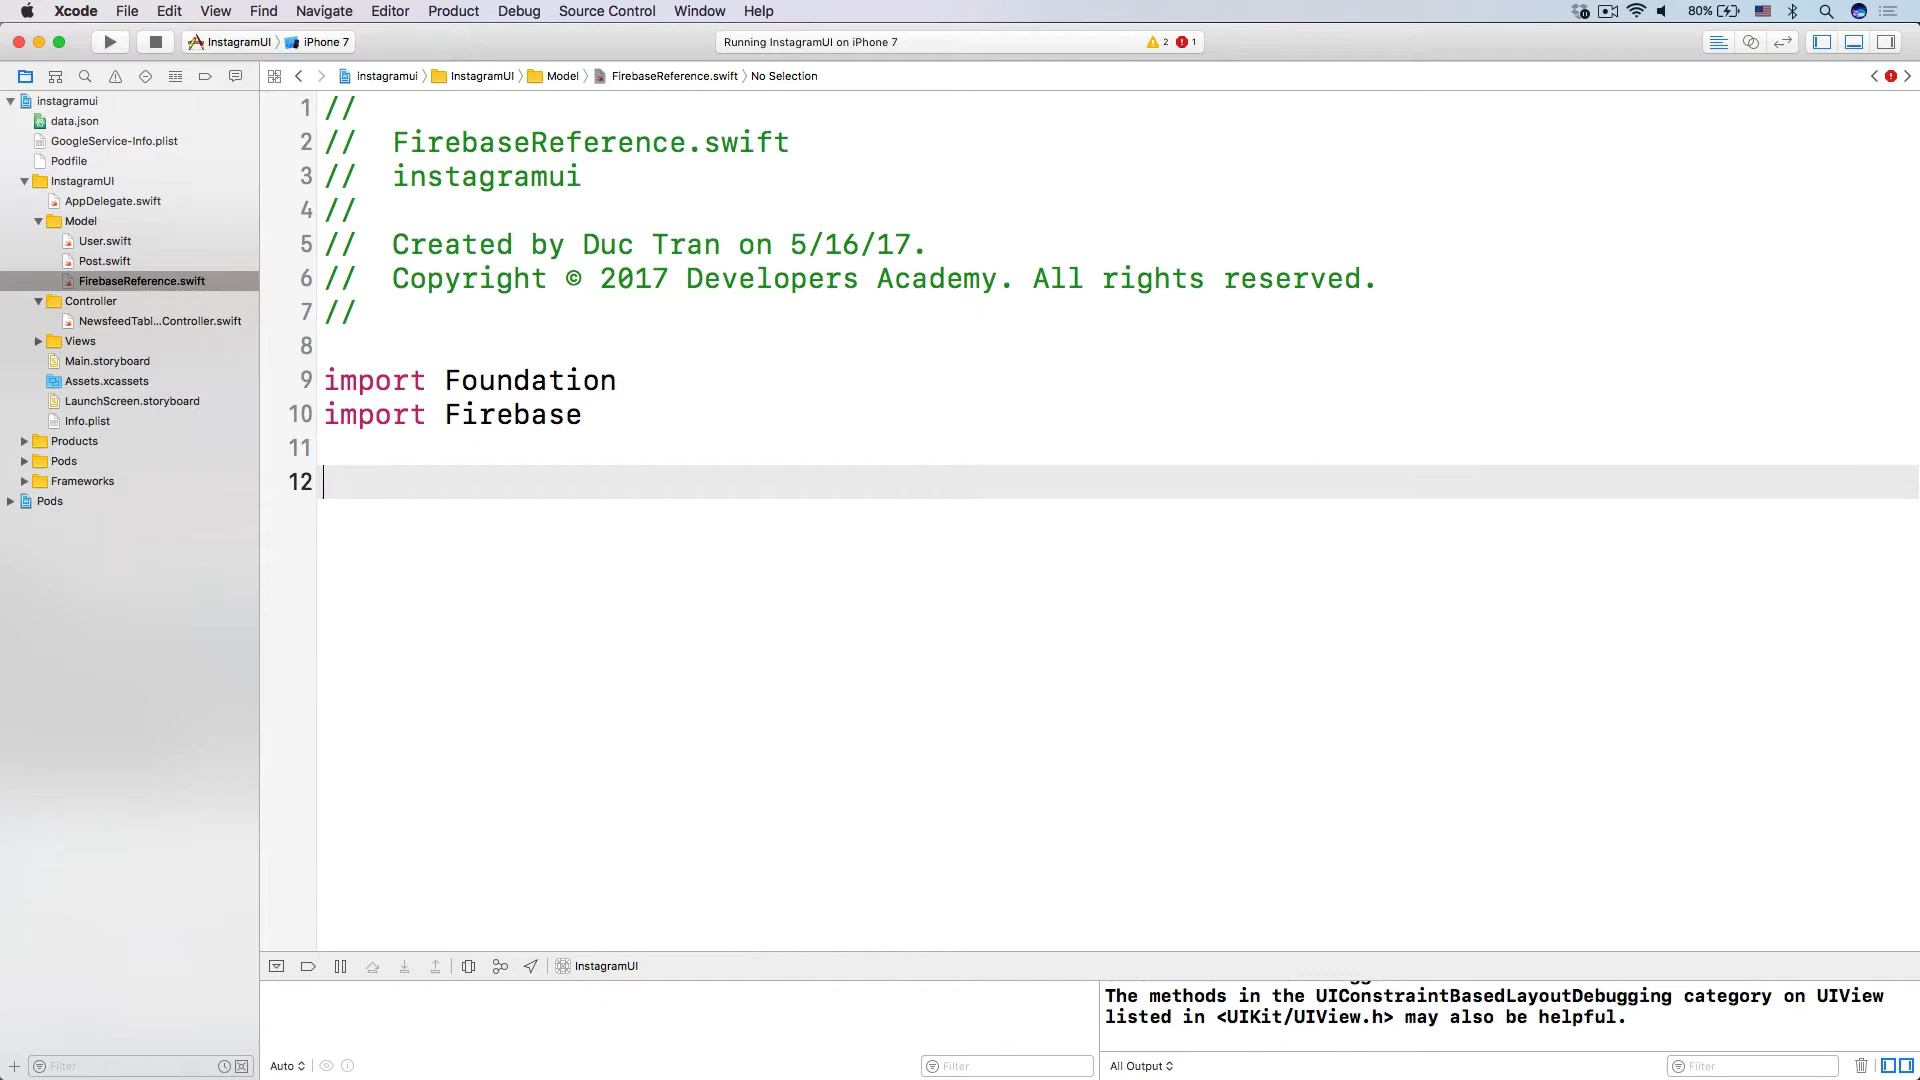 Xcode File Edit View Find Navigate Editor Product Debug Source Control Window Help 80%
InstagramUI iPhone 7 Running InstagramUI on iPhone 7 2 1
instagramui InstagramUI Model FirebaseReference.swift No Selection
instagramui
data.json
GoogleService-Info.plist
Podfile
InstagramUI
AppDelegate.swift
Model
User.swift
Post.swift
FirebaseReference.swift
Controller
NewsfeedTabl...Controller.swift
Views
Main.storyboard
Assets.xcassets
LaunchScreen.storyboard
Info.plist
Products
Pods
Frameworks
Pods
1 //
2 // FirebaseReference.swift
3 // instagramui
4 //
5 // Created by Duc Tran on 5/16/17.
6 // Copyright © 2017 Developers Academy. All rights reserved.
7 //
8
9 import Foundation
10 import Firebase
11
12
InstagramUI
The methods in the UIConstraintBasedLayoutDebugging category on UIView
listed in <UIKit/UIView.h> may also be helpful.
Filter Auto Filter All Output Filter